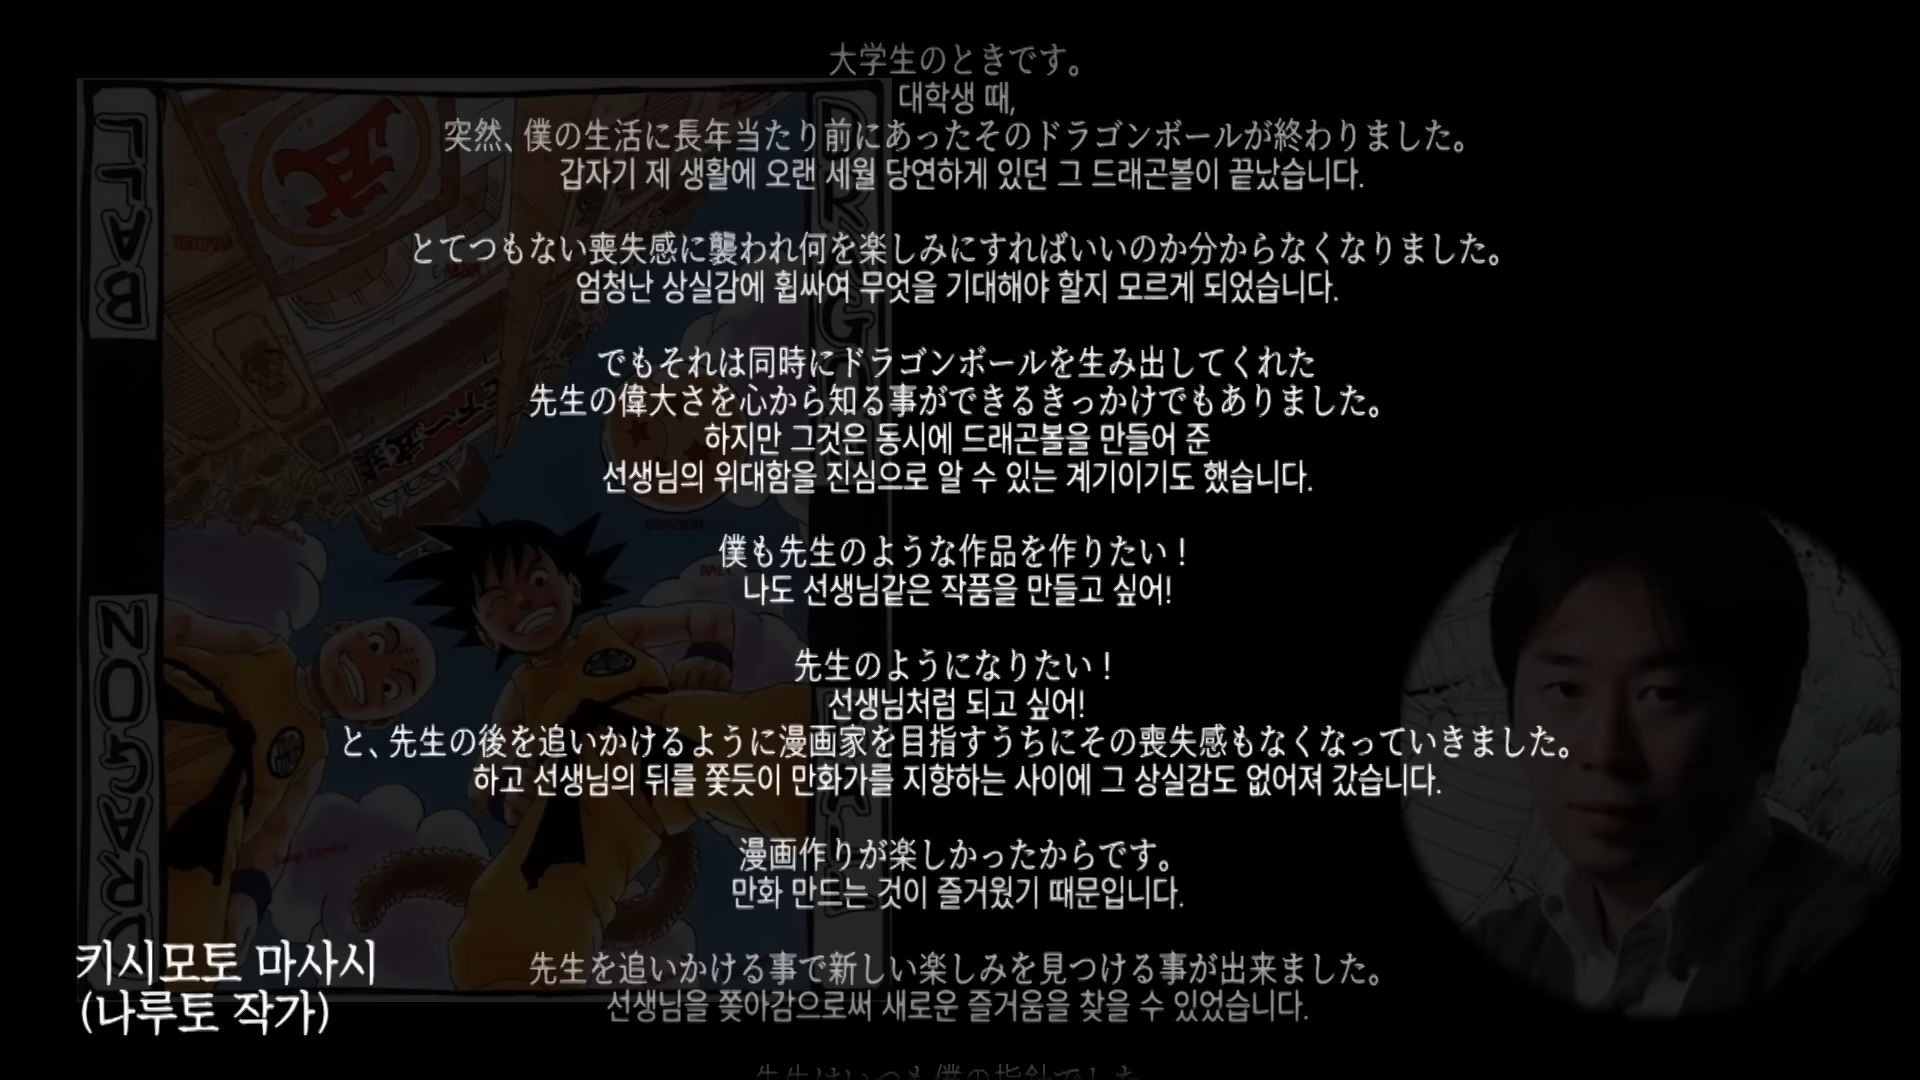 大学生のときです。
대학생 때,
突然、僕の生活に長年当たり前にあったそのドラゴンボールが終わりました。
갑자기 제 생활에 오랜 세월 당연하게 있던 그 드래곤볼이 끝났습니다.
とてつもない喪失感に襲われ何を楽しみにすればいいのか分からなくなりました。
엄청난 상실감에 휩싸여 무엇을 기대해야 할지 모르게 되었습니다.
でもそれは同時にドラゴンボールを生み出してくれた
先生の偉大さを心から知る事ができるきっかけでもありました。
하지만 그것은 동시에 드래곤볼을 만들어 준
선생님의 위대함을 진심으로 알 수 있는 계기이기도 했습니다.
僕も先生のような作品を作りたい！
나도 선생님같은 작품을 만들고 싶어!
先生のようになりたい！
선생님처럼 되고 싶어!
と、先生の後を追いかけるように漫画家を目指すうちにその喪失感もなくなっていきました。
하고 선생님의 뒤를 쫓듯이 만화가를 지향하는 사이에 그 상실감도 없어져 갔습니다.
漫画作りが楽しかったからです。
만화 만드는 것이 즐거웠기 때문입니다.
先生を追いかける事で新しい楽しみを見つける事が出来ました。
선생님을 쫓아감으로써 새로운 즐거움을 찾을 수 있었습니다.
先生はいつも僕の指針でした
키시모토 마사시
(나루토 작가)
DRAGON
BALL